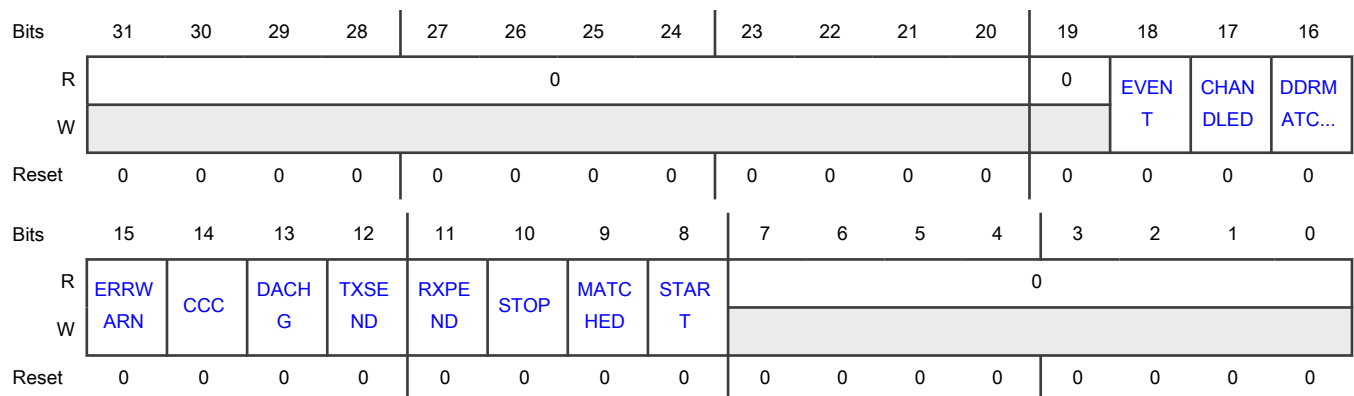 Bits 31 30 29 28 27 26 25 24 23 22 21 20 19 18 17 16
R 0 0 EVEN CHAN DDRM
W T DLED ATC...
Reset 0 0 0 0 0 0 0 0 0 0 0 0 0 0 0 0
Bits 15 14 13 12 11 10 9 8 7 6 5 4 3 2 1 0
R ERRW CCC DACH TXSE RXPE STOP MATC STAR 0
W ARN G ND ND HED T
Reset 0 0 0 0 0 0 0 0 0 0 0 0 0 0 0 0